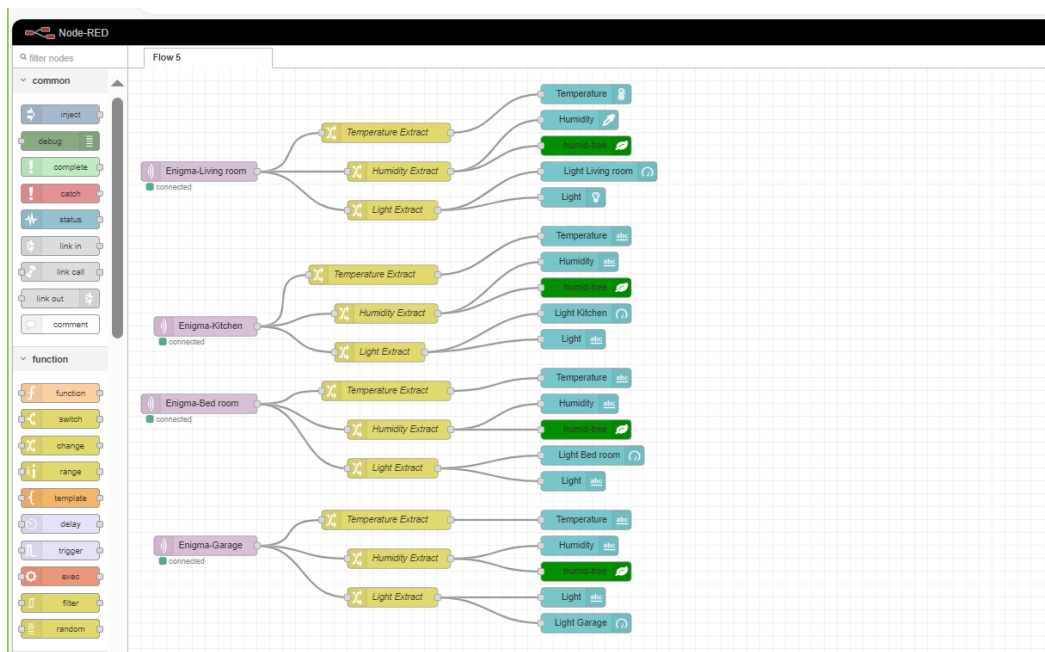 Node-RED
filter nodes
Flow 5
common
inject
debug
complete
catch
status
link in
link call
link out
comment
function
function
switch
change
range
template
delay
trigger
exec
filter
random
Enigma-Living room
connected
Temperature Extract
Humidity Extract
Light Extract
Temperature
Humidity
humid-tree
Light Living room
Light
Enigma-Kitchen
connected
Temperature Extract
Humidity Extract
Light Extract
Temperature abc
Humidity abc
humid-tree
Light Kitchen
Light abc
Enigma-Bed room
connected
Temperature Extract
Humidity Extract
Light Extract
Temperature abc
Humidity abc
humid-tree
Light Bed room
Light abc
Enigma-Garage
connected
Temperature Extract
Humidity Extract
Light Extract
Temperature abc
Humidity abc
humid-tree
Light abc
Light Garage